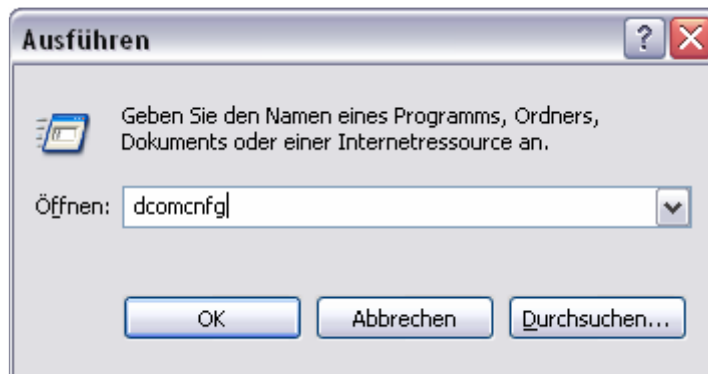 Ausführen
Geben Sie den Namen eines Programms, Ordners,
Dokuments oder einer Internetressource an.
Öffnen: dcomcnfg
OK Abbrechen Durchsuchen...